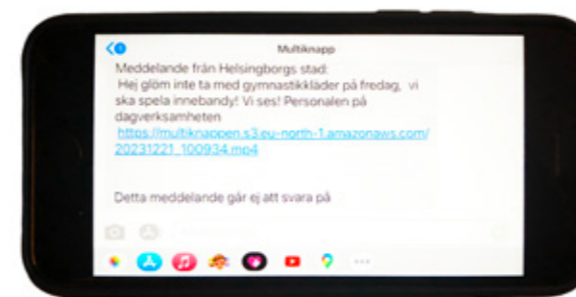 Multiknapp
Meddelande från Helsingborgs stad:
Hej glöm inte ta med gymnastikkläder på fredag, vi
ska spela innebandy! Vi ses! Personalen på
dagverksamheten
https://multiknappen.s3.eu-north-1.amazonaws.com/
20231221_100934.mp4
Detta meddelande går ej att svara på